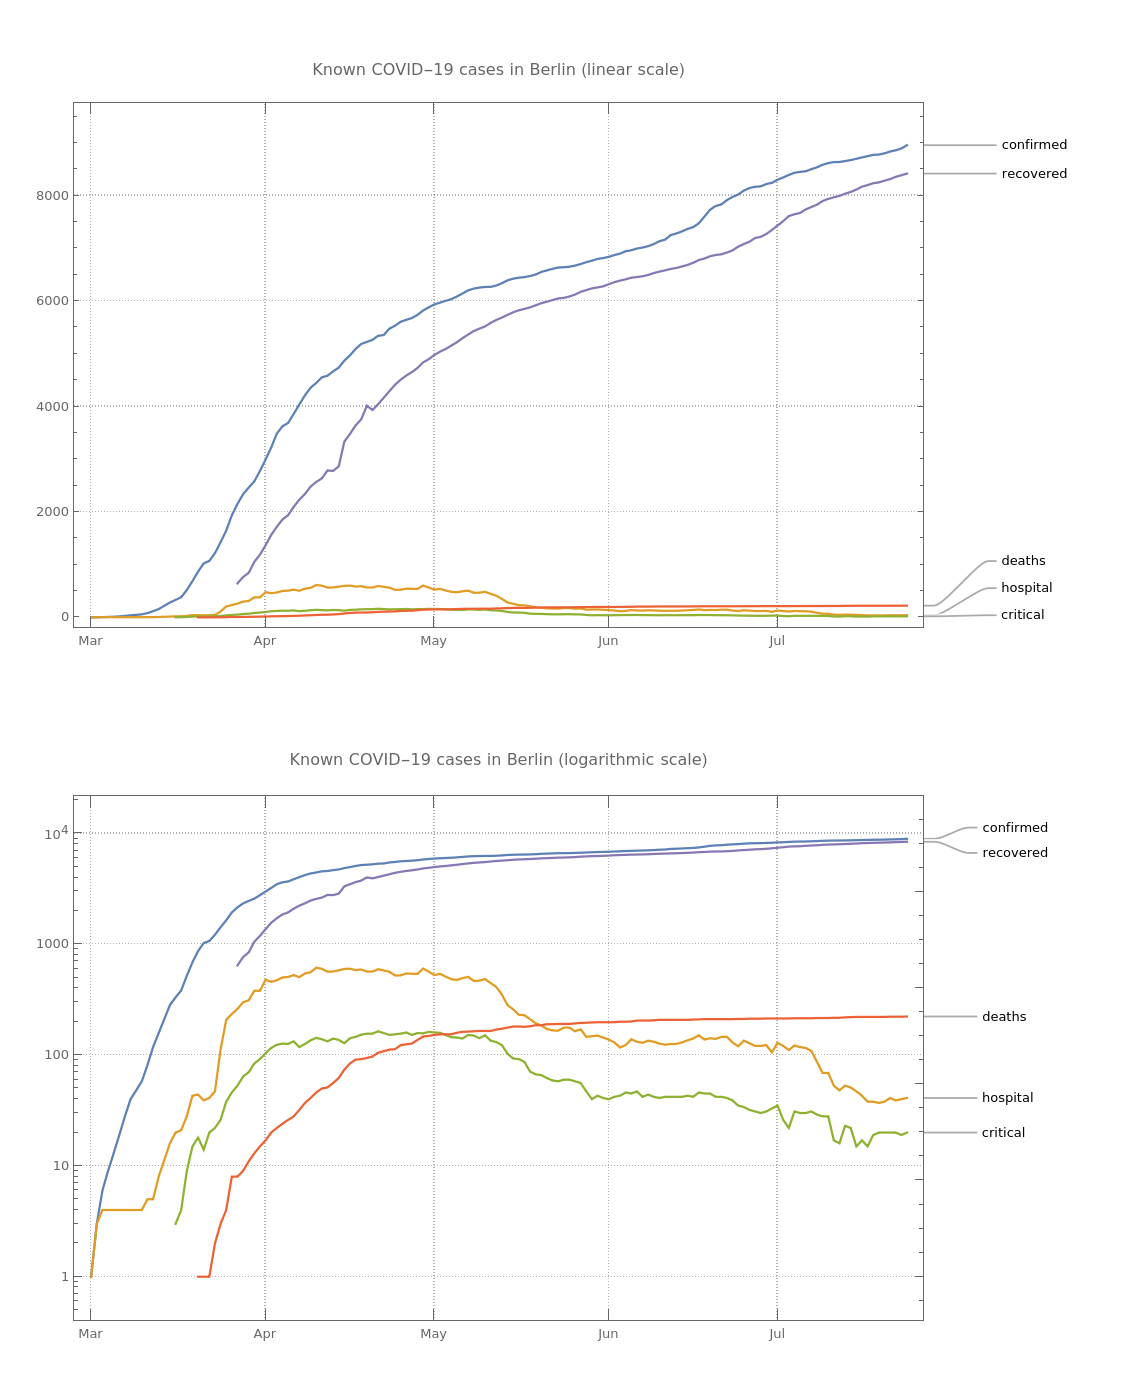 Known COVID−19 cases in Berlin (linear scale)
confirmed
recovered
8000
6000
4000
2000
deaths
hospital
critical
0
Mar Apr May Jun Jul
Known COVID−19 cases in Berlin (logarithmic scale)
confirmed
10⁴
recovered
1000
deaths
100
hospital
critical
10
1
Mar Apr May Jun Jul